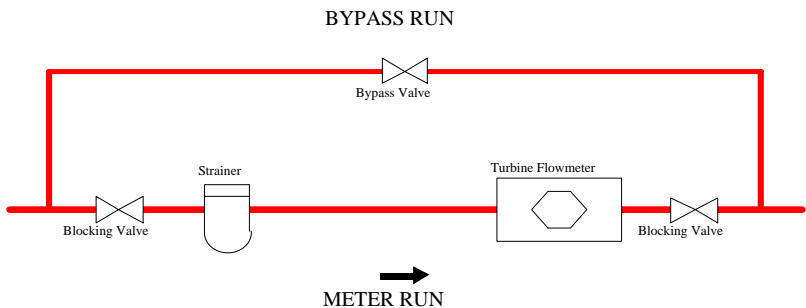 BYPASS RUN
Bypass Valve
Strainer
Turbine Flowmeter
Blocking Valve
Blocking Valve
METER RUN